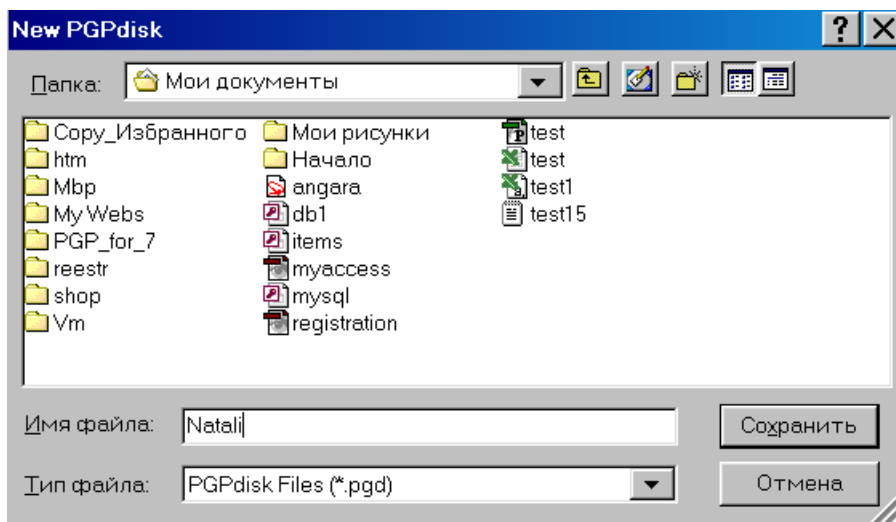 New PGPdisk
Папка: Мои документы
Copy_Избранного
htm
Mbp
My Webs
PGP_for_7
reestr
shop
Vm
Мои рисунки
Начало
angara
db1
items
myaccess
mysql
registration
test
test
test1
test15
Имя файла: Natali
Сохранить
Тип файла: PGPdisk Files (*.pgd)
Отмена